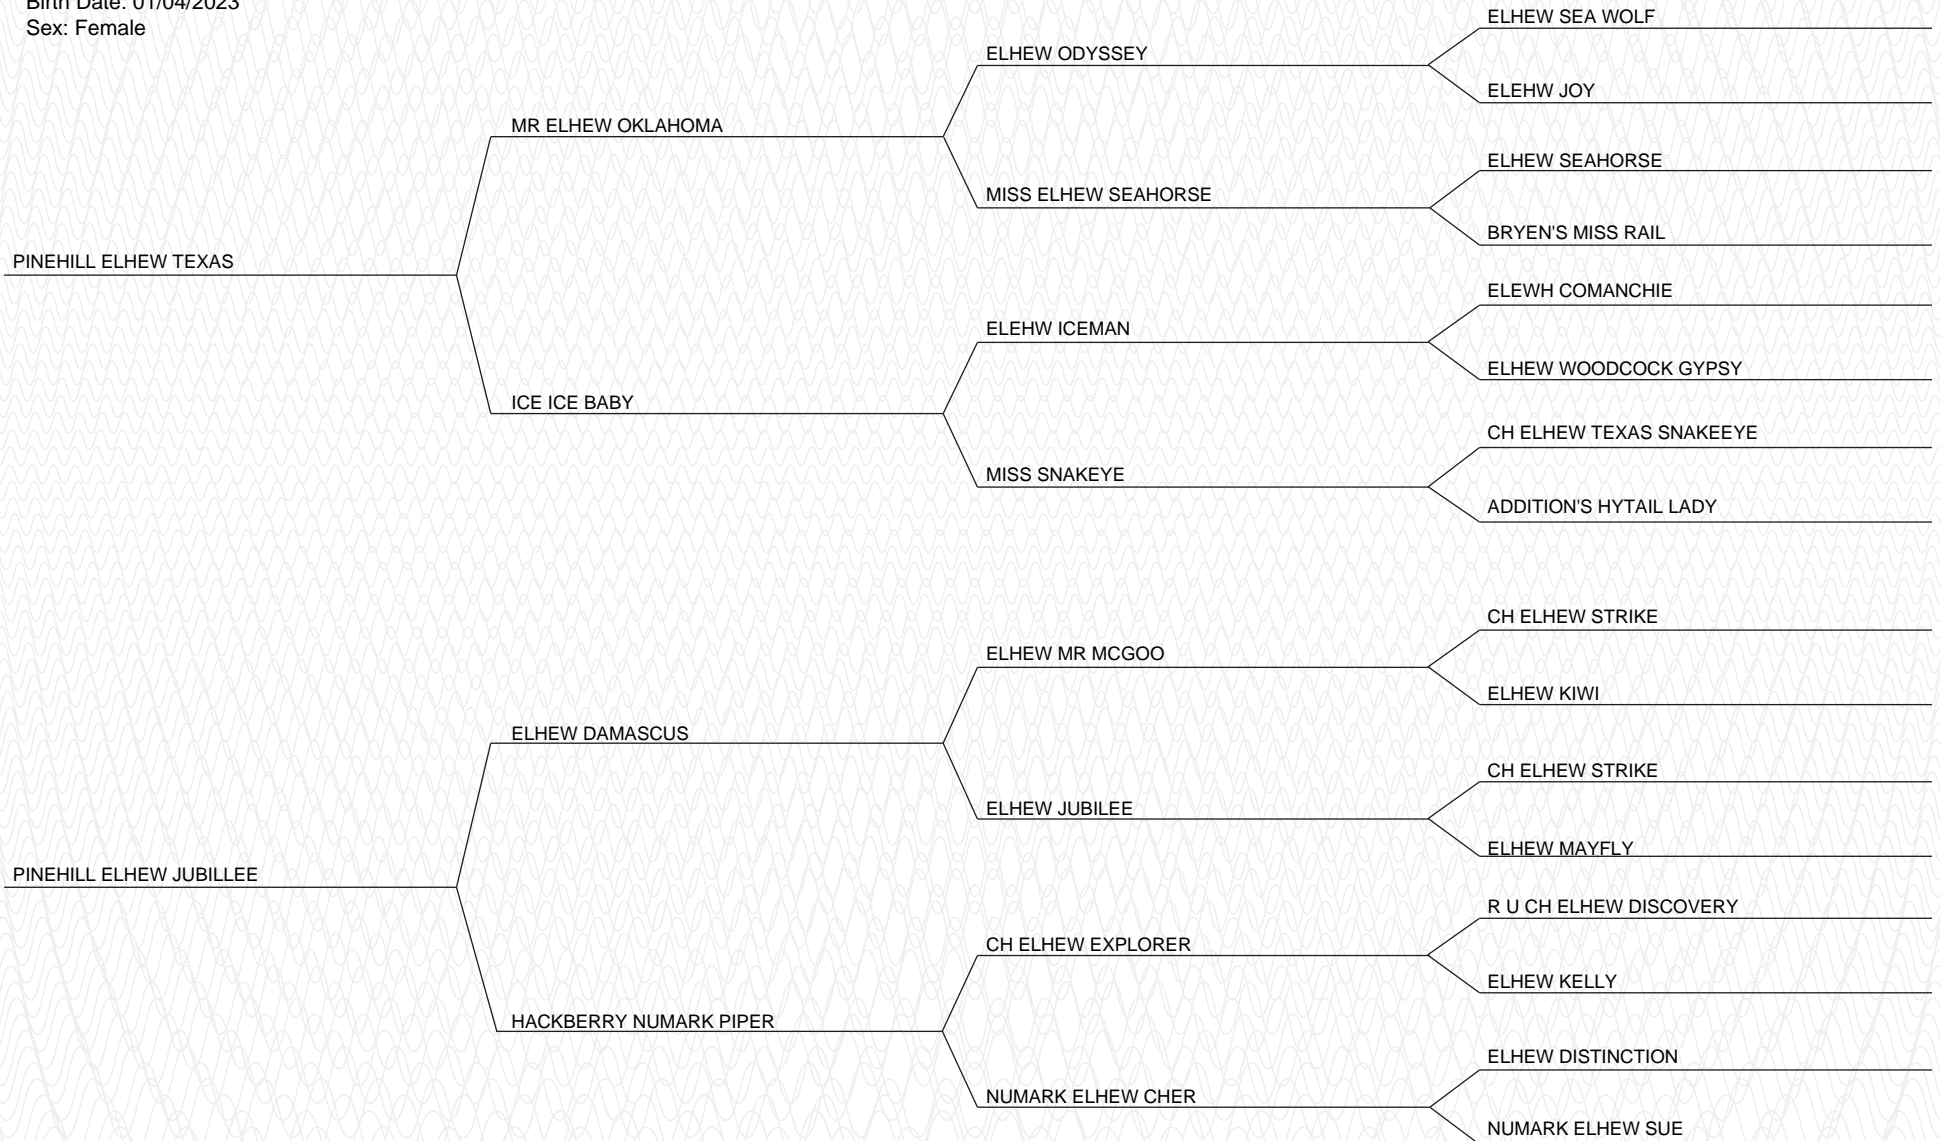 Birth Date: 01/04/2023
Sex: Female
ELHEW SEA WOLF
ELHEW ODYSSEY
ELEHW JOY
MR ELHEW OKLAHOMA
ELHEW SEAHORSE
MISS ELHEW SEAHORSE
BRYEN'S MISS RAIL
PINEHILL ELHEW TEXAS
ELEWH COMANCHIE
ELEHW ICEMAN
ELHEW WOODCOCK GYPSY
ICE ICE BABY
CH ELHEW TEXAS SNAKEEYE
MISS SNAKEYE
ADDITION'S HYTAIL LADY
CH ELHEW STRIKE
ELHEW MR MCGOO
ELHEW KIWI
ELHEW DAMASCUS
CH ELHEW STRIKE
ELHEW JUBILEE
ELHEW MAYFLY
PINEHILL ELHEW JUBILLEE
R U CH ELHEW DISCOVERY
CH ELHEW EXPLORER
ELHEW KELLY
HACKBERRY NUMARK PIPER
ELHEW DISTINCTION
NUMARK ELHEW CHER
NUMARK ELHEW SUE